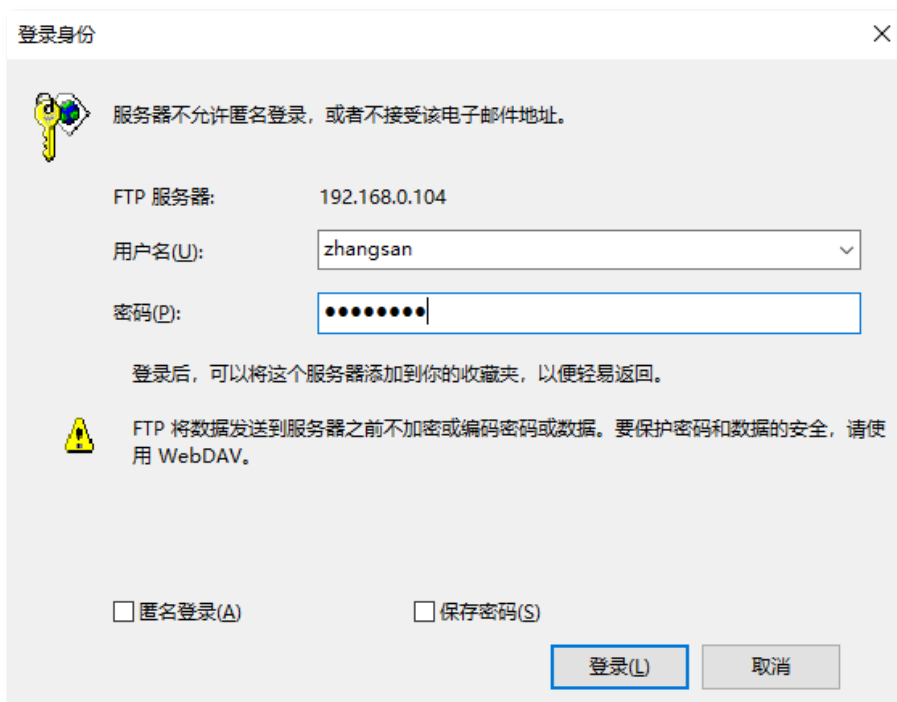 登录身份
服务器不允许匿名登录，或者不接受该电子邮件地址。
FTP 服务器: 192.168.0.104
用户名(U): zhangsan
密码(P): ●●●●●●●●
登录后，可以将这个服务器添加到你的收藏夹，以便轻易返回。
FTP 将数据发送到服务器之前不加密或编码密码或数据。要保护密码和数据的安全，请使
用 WebDAV。
匿名登录(A) 保存密码(S)
登录(L) 取消